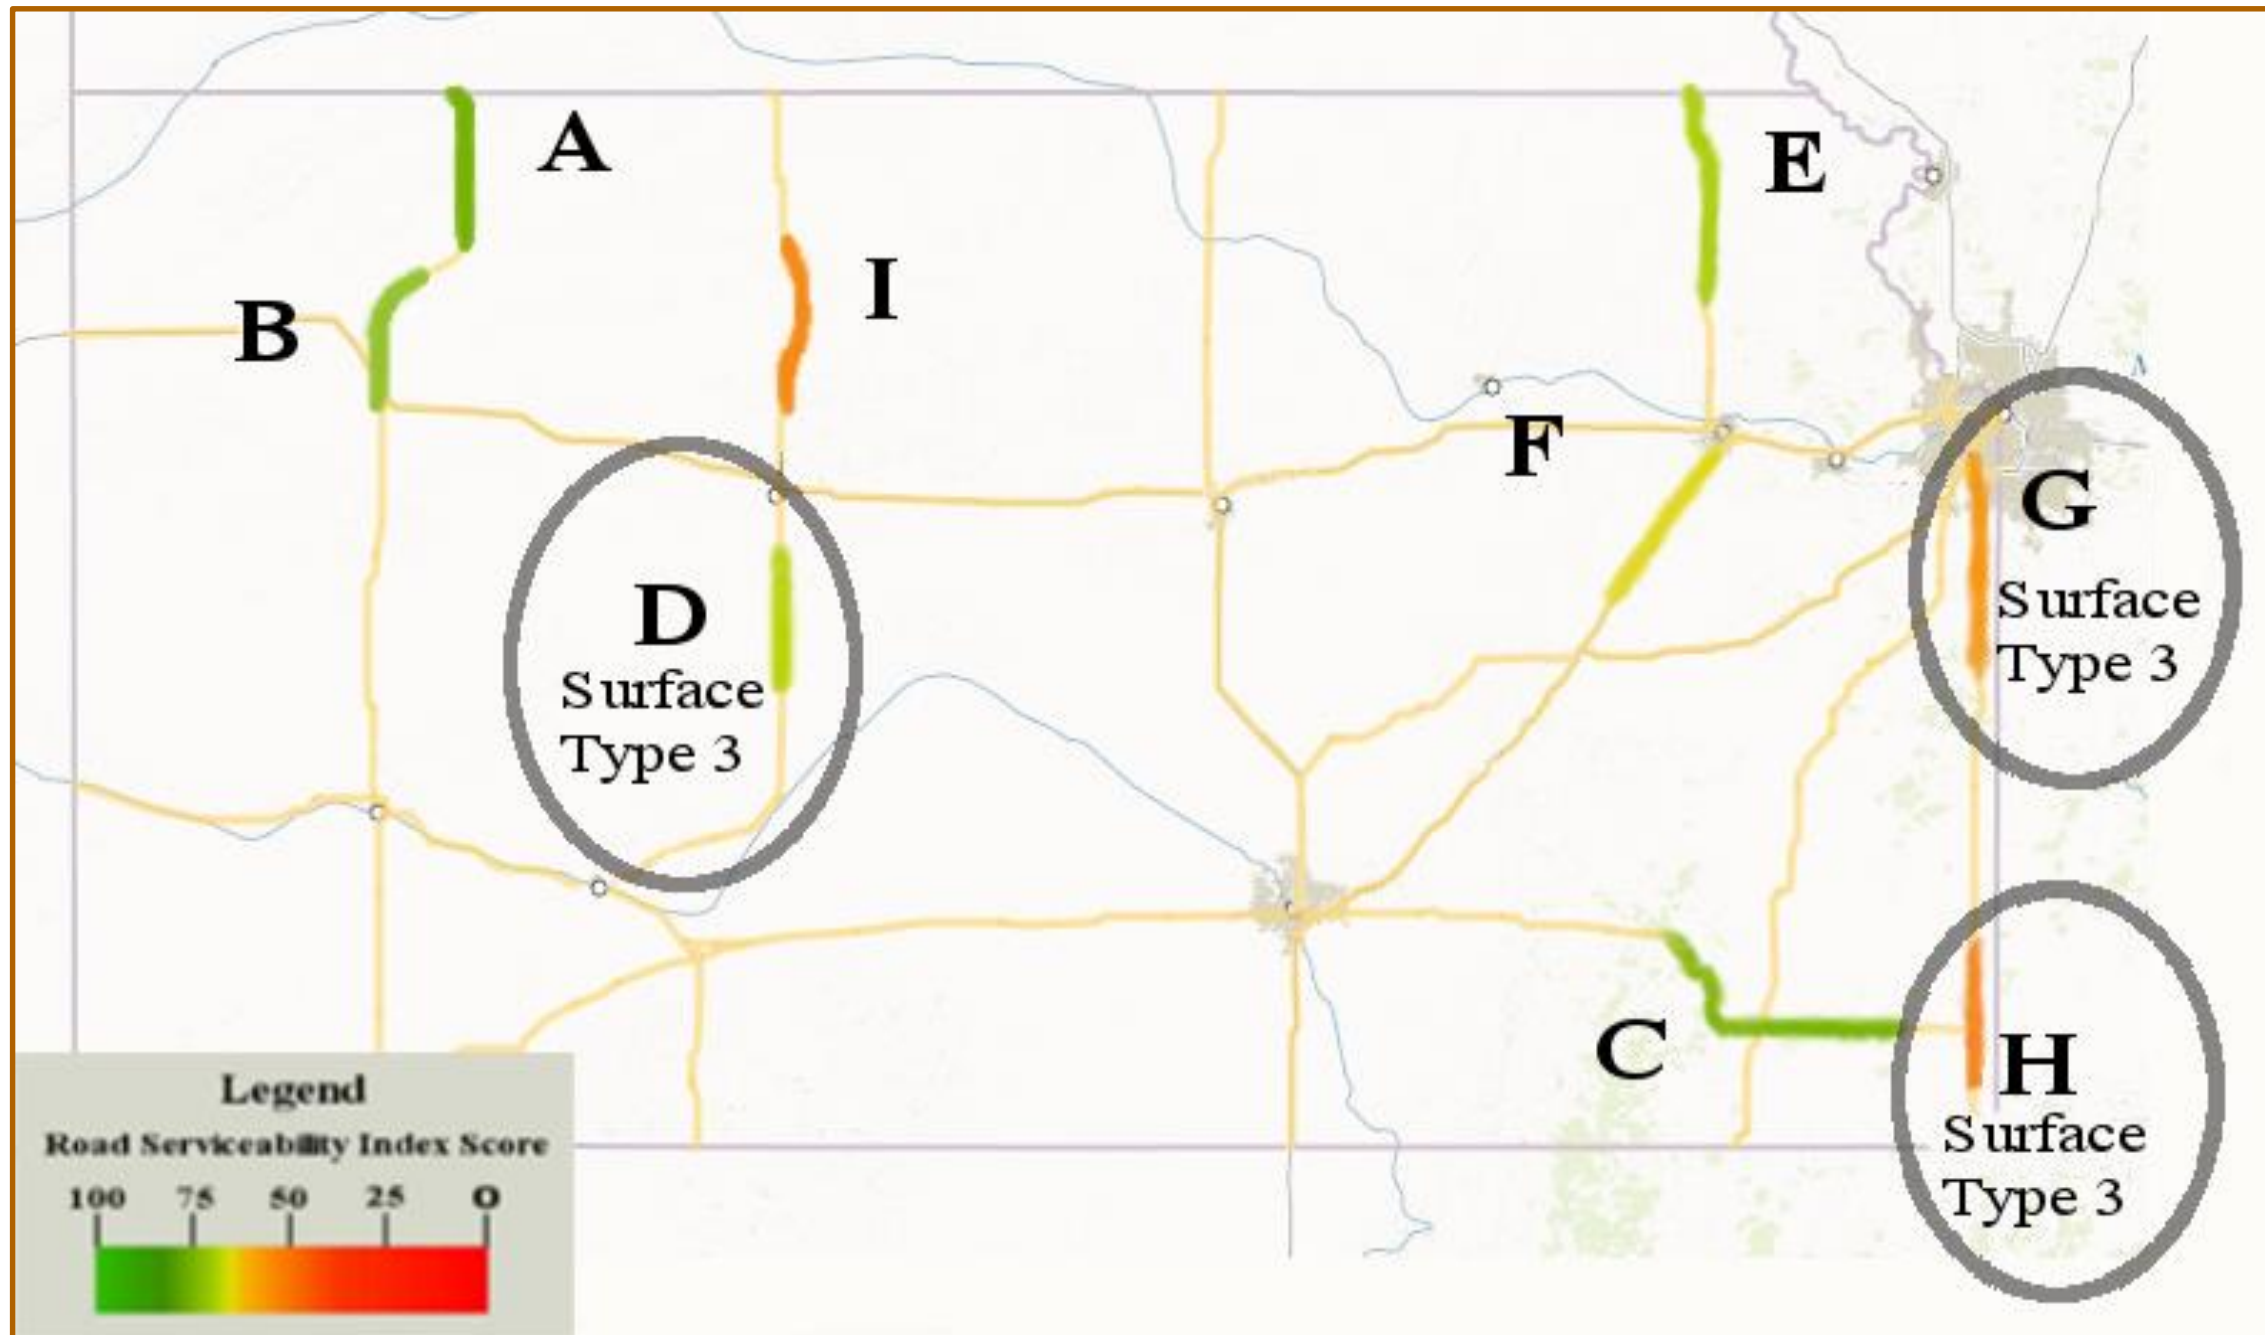 A
E
I
B
F
G
Surface
Type 3
D
Surface
Type 3
C
H
Surface
Type 3
Legend
Road Serviceability Index Score
100 75 50 25 0